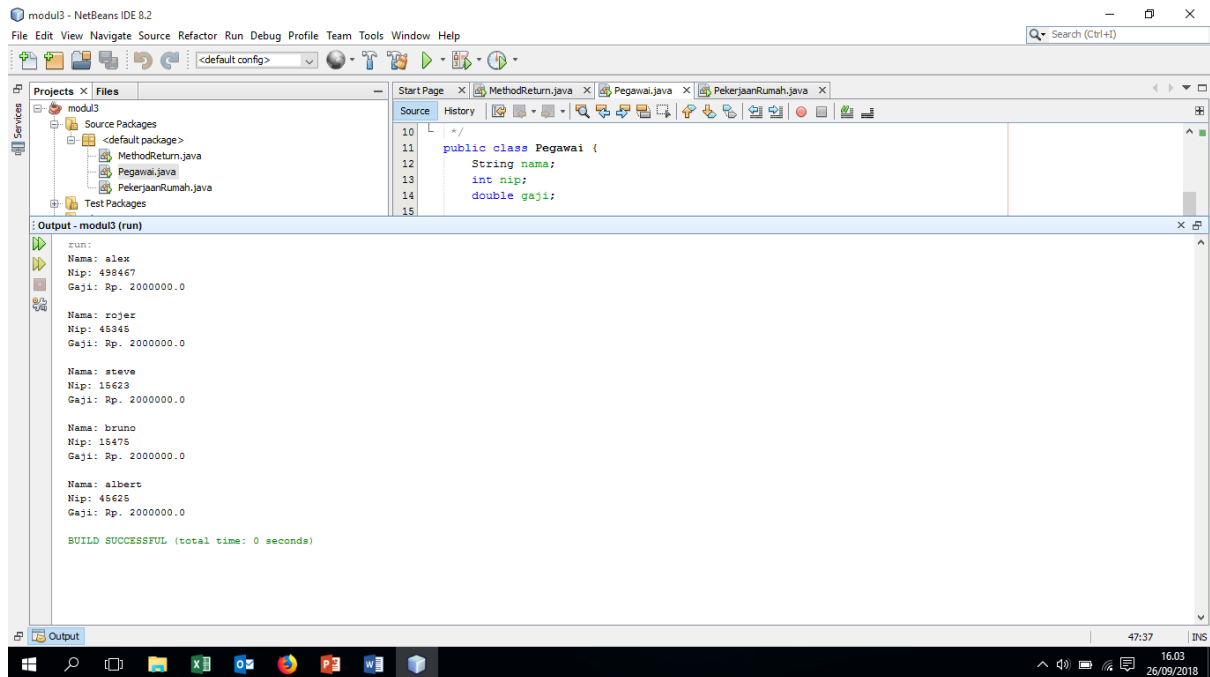 modul3 - NetBeans IDE 8.2
File Edit View Navigate Source Refactor Run Debug Profile Team Tools Window Help
Search (Ctrl+I)
<default config>
Projects Files
Services
modul3
Source Packages
<default package>
MethodReturn.java
Pegawai.java
PekerjaanRumah.java
Test Packages
Start Page MethodReturn.java Pegawai.java PekerjaanRumah.java
Source History
10 */
11 public class Pegawai {
12 String nama;
13 int nip;
14 double gaji;
15
Output - modul3 (run)
run:
Nama: alex
Nip: 498467
Gaji: Rp. 2000000.0
Nama: rojer
Nip: 45345
Gaji: Rp. 2000000.0
Nama: steve
Nip: 15623
Gaji: Rp. 2000000.0
Nama: bruno
Nip: 15475
Gaji: Rp. 2000000.0
Nama: albert
Nip: 45625
Gaji: Rp. 2000000.0
BUILD SUCCESSFUL (total time: 0 seconds)
Output
47:37 INS
16.03
26/09/2018